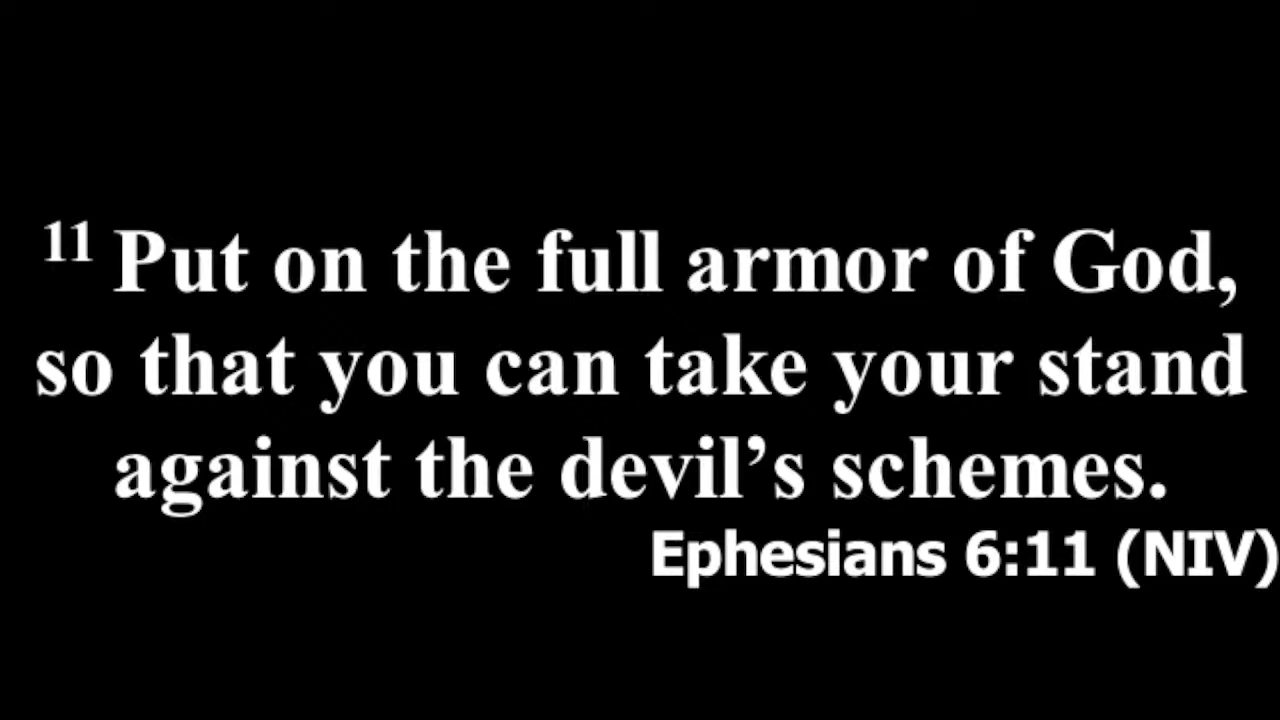 11 Put on the full armor of God,
so that you can take your stand
against the devil’s schemes.
Ephesians 6:11 (NIV)